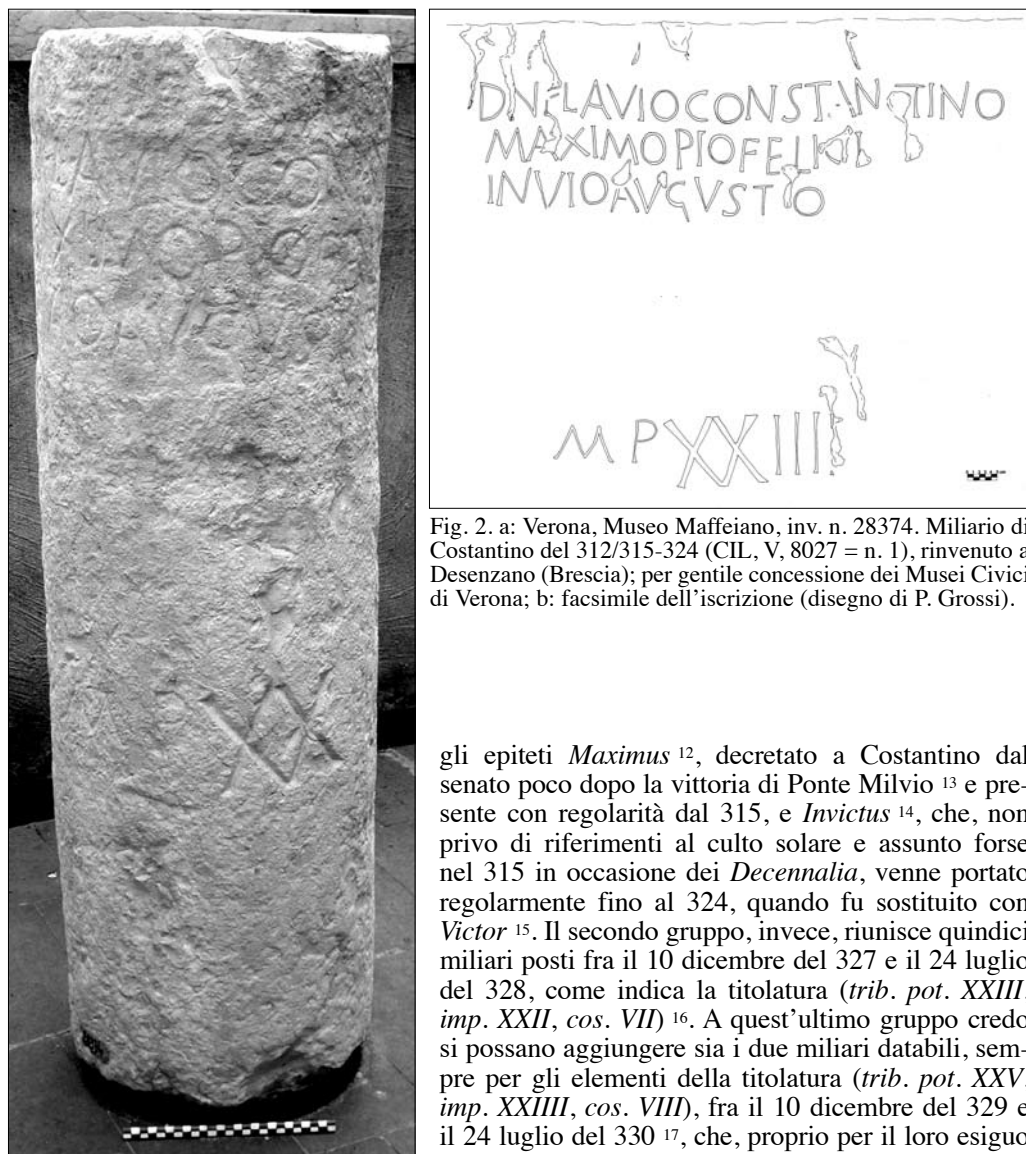 D N FLAVIO CONSTANTINO
MAXIMO PIO FELICI
INVIO AVGVSTO
M P XXIII
Fig. 2. a: Verona, Museo Maffeiano, inv. n. 28374. Miliario di
Costantino del 312/315-324 (CIL, V, 8027 = n. 1), rinvenuto a
Desenzano (Brescia); per gentile concessione dei Musei Civici
di Verona; b: facsimile dell'iscrizione (disegno di P. Grossi).
gli epiteti Maximus 12, decretato a Costantino dal
senato poco dopo la vittoria di Ponte Milvio 13 e pre-
sente con regolarità dal 315, e Invictus 14, che, non
privo di riferimenti al culto solare e assunto forse
nel 315 in occasione dei Decennalia, venne portato
regolarmente fino al 324, quando fu sostituito con
Victor 15. Il secondo gruppo, invece, riunisce quindici
miliari posti fra il 10 dicembre del 327 e il 24 luglio
del 328, come indica la titolatura (trib. pot. XXIII,
imp. XXII, cos. VII) 16. A quest'ultimo gruppo credo
si possano aggiungere sia i due miliari databili, sem-
pre per gli elementi della titolatura (trib. pot. XXV,
imp. XXIIII, cos. VIII), fra il 10 dicembre del 329 e
il 24 luglio del 330 17, che, proprio per il loro esiguo